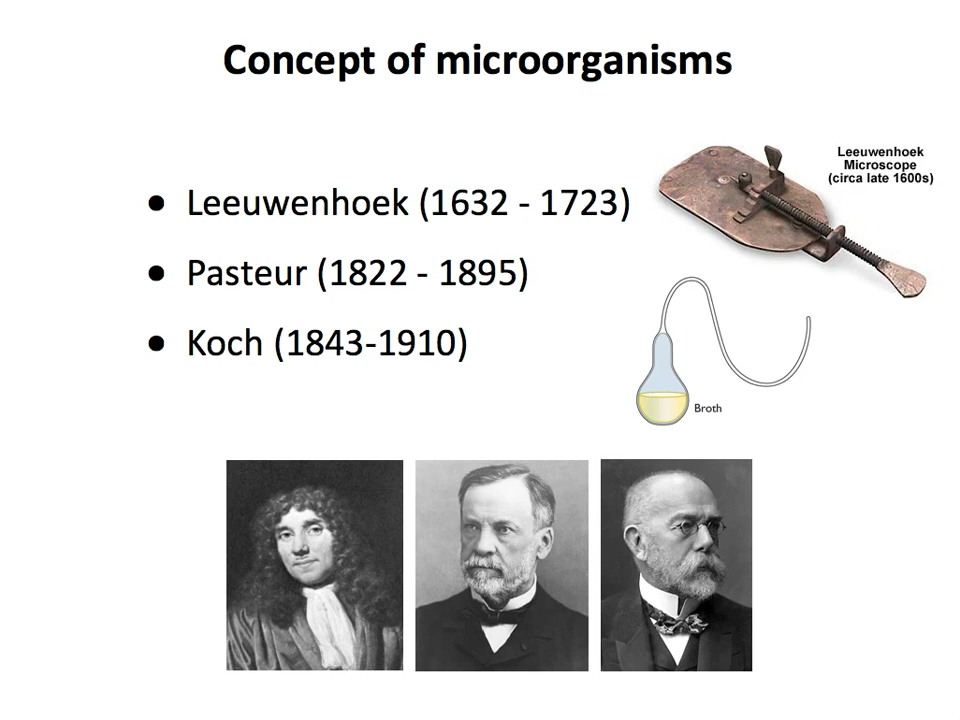 Concept of microorganisms
Leeuwenhoek
Microscope
(circa late 1600s)
• Leeuwenhoek (1632 - 1723)
• Pasteur (1822 - 1895)
• Koch (1843-1910)
Broth